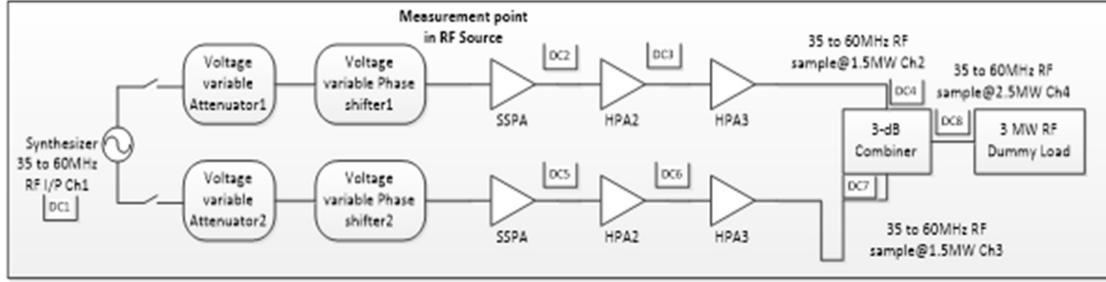 Measurement point
in RF Source
Synthesizer
35 to 60MHz
RF I/P Ch1
DC1
Voltage
variable
Attenuator1
Voltage
variable Phase
shifter1
SSPA
DC2
HPA2
DC3
HPA3
35 to 60MHz RF
sample@1.5MW Ch2
DC4
35 to 60MHz RF
sample@2.5MW Ch4
DC8
3-dB
Combiner
3 MW RF
Dummy Load
Voltage
variable
Attenuator2
Voltage
variable Phase
shifter2
SSPA
DC5
HPA2
DC6
HPA3
DC7
35 to 60MHz RF
sample@1.5MW Ch3